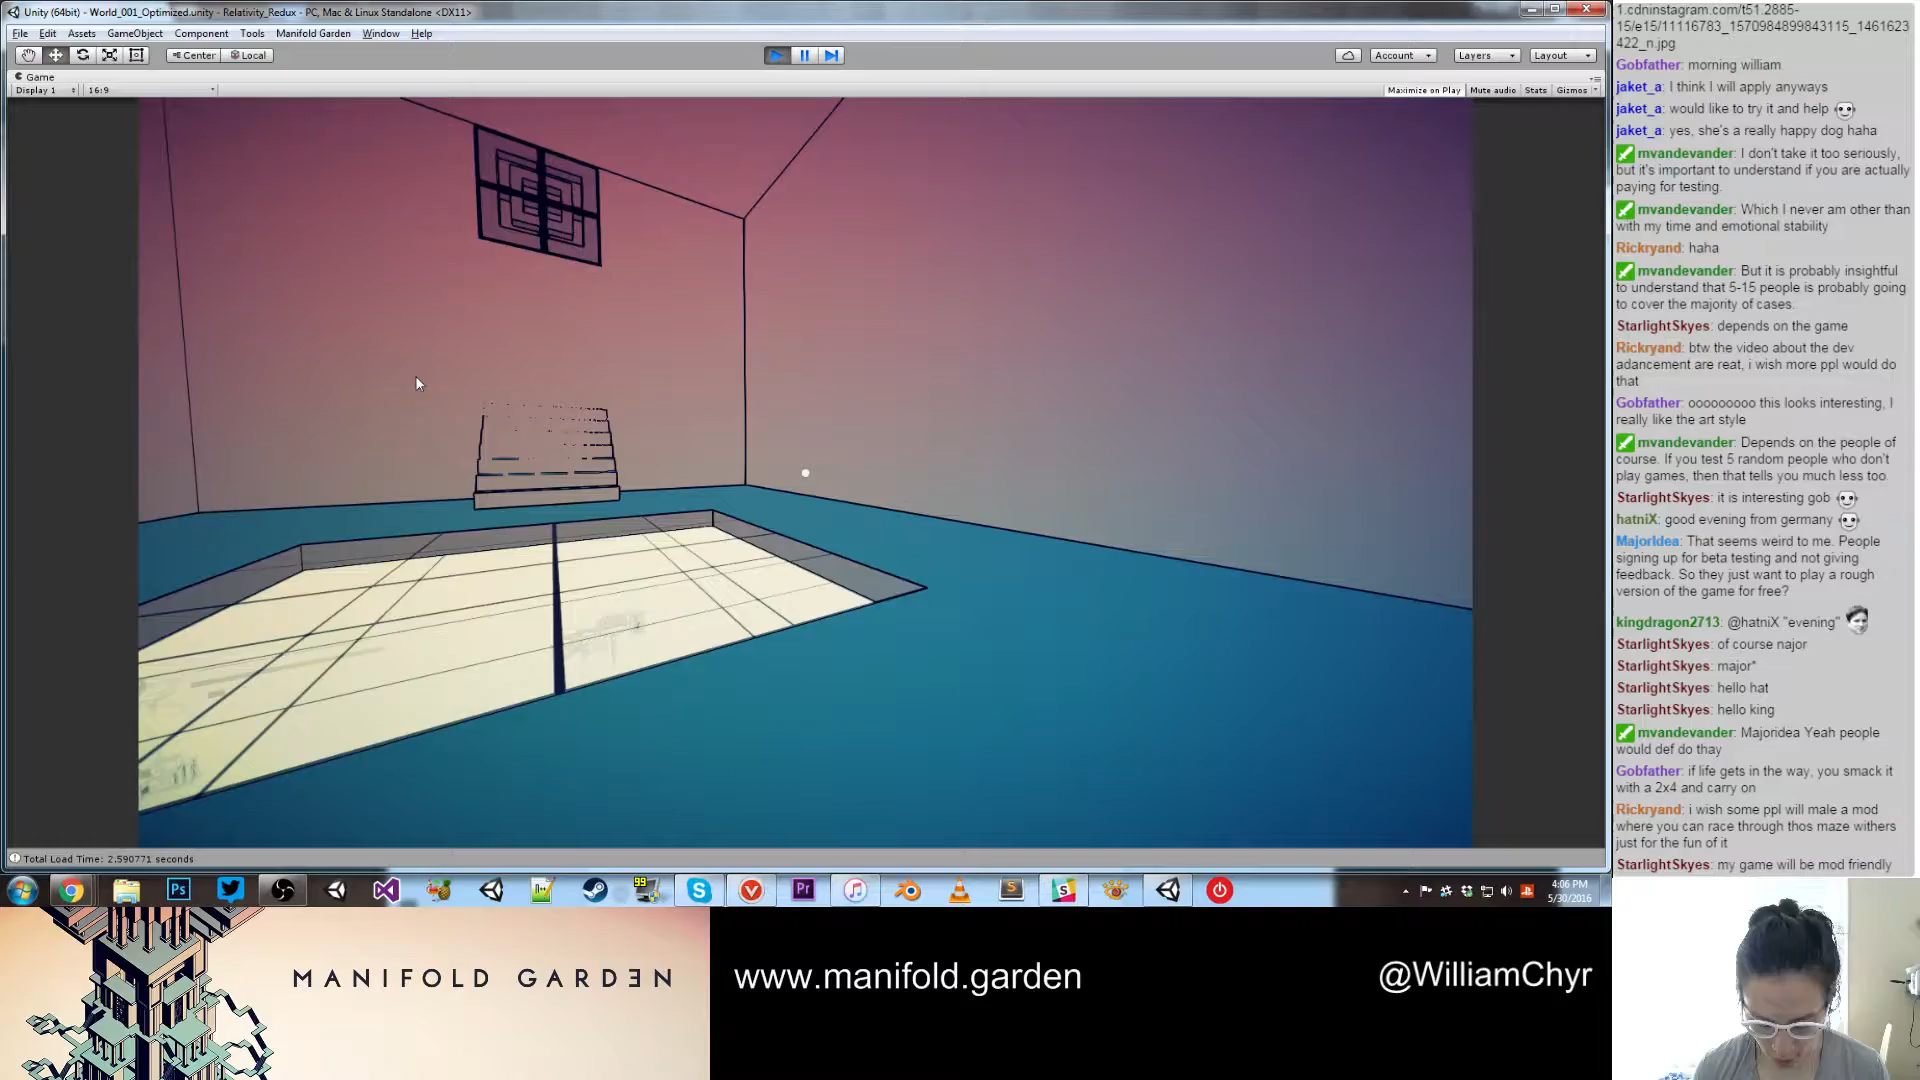 Unity (64bit) - World_001_Optimized.unity - Relativity_Redux - PC, Mac & Linux Standalone <DX11>
File Edit Assets GameObject Component Tools Manifold Garden Window Help
Center Local
Account Layers Layout
Game
Display 1 16:9
Maximize on Play Mute audio Stats Gizmos
Total Load Time: 2.590771 seconds
1.cdninstagram.com/t51.2885-
15/e15/11116783_1570984899843115_1461623
422_n.jpg
Gobfather: morning william
jaket_a: I think I will apply anyways
jaket_a: would like to try it and help
jaket_a: yes, she's a really happy dog haha
mvandevander: I don't take it too seriously,
but it's important to understand if you are actually
paying for testing.
mvandevander: Which I never am other than
with my time and emotional stability
Rickryand: haha
mvandevander: But it is probably insightful
to understand that 5-15 people is probably going
to cover the majority of cases.
StarlightSkyes: depends on the game
Rickryand: btw the video about the dev
adancement are reat, i wish more ppl would do
that
Gobfather: ooooooooo this looks interesting, I
really like the art style
mvandevander: Depends on the people of
course. If you test 5 random people who don't
play games, then that tells you much less too.
StarlightSkyes: it is interesting gob
hatniX: good evening from germany
MajorIdea: That seems weird to me. People
signing up for beta testing and not giving
feedback. So they just want to play a rough
version of the game for free?
kingdragon2713: @hatniX "evening"
StarlightSkyes: of course najor
StarlightSkyes: major*
StarlightSkyes: hello hat
StarlightSkyes: hello king
mvandevander: Majoridea Yeah people
would def do thay
Gobfather: if life gets in the way, you smack it
with a 2x4 and carry on
Rickryand: i wish some ppl will male a mod
where you can race through thos maze withers
just for the fun of it
StarlightSkyes: my game will be mod friendly
Ps
99
Pr
4:06 PM
5/30/2016
MANIFOLD GARDƎN
www.manifold.garden
@WilliamChyr